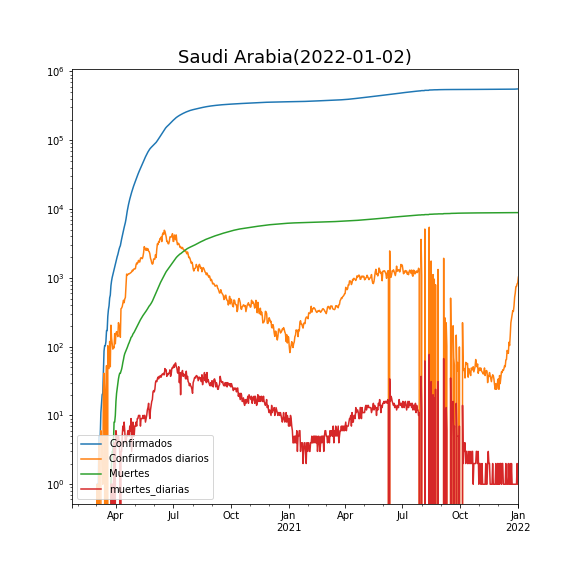 Saudi Arabia(2022-01-02)
10⁶
10⁵
10⁴
10³
10²
10¹
10⁰
Confirmados
Confirmados diarios
Muertes
muertes_diarias
Apr Jul Oct Jan Apr Jul Oct Jan
2021 2022